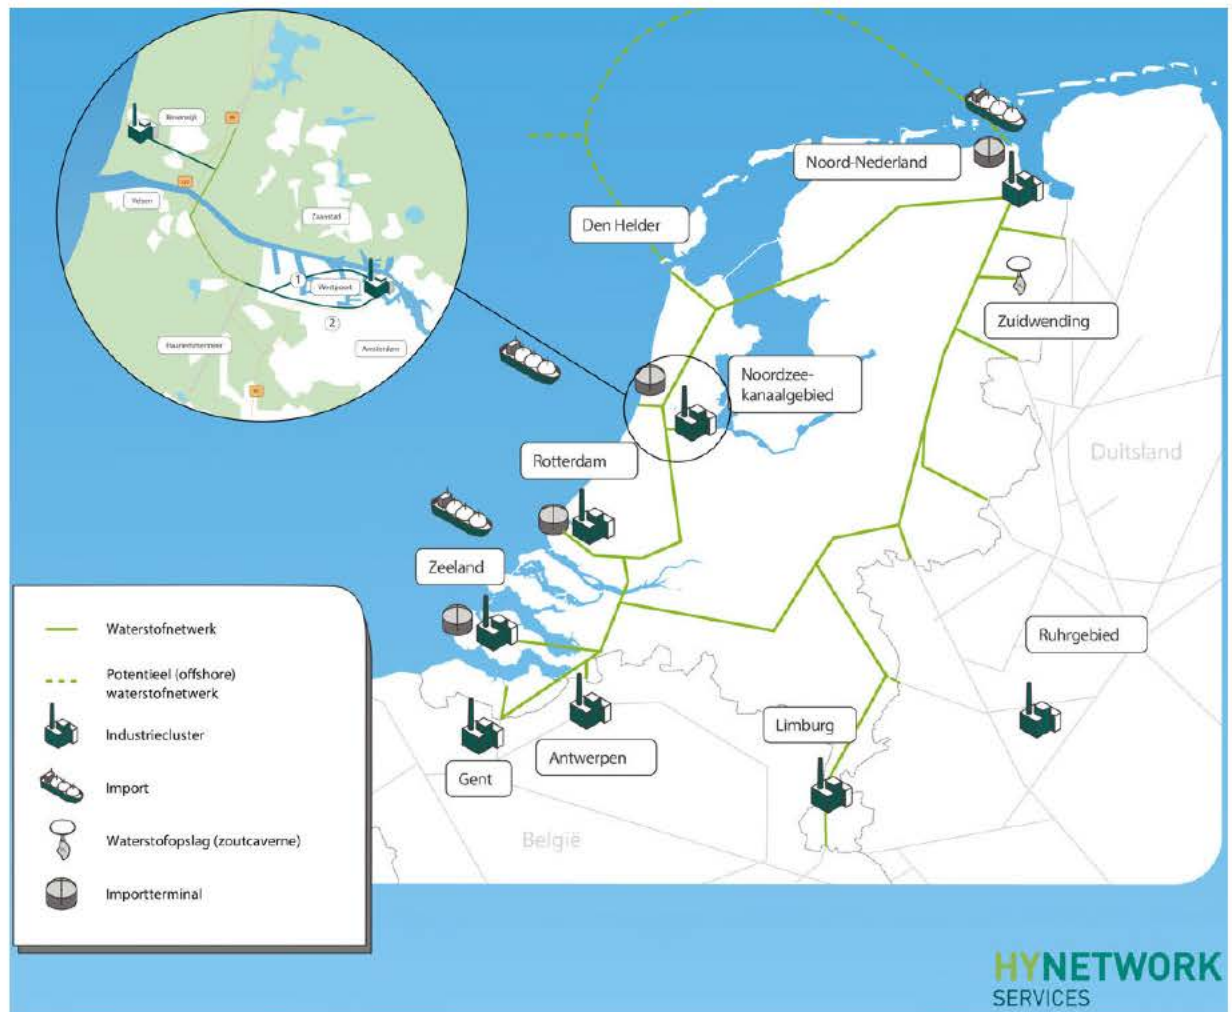 Beverwijk
Velsen
Zaanstad
1
Westpoort
2
Haarlemmermeer
Amsterdam
Noord-Nederland
Den Helder
Zuidwending
Noordzee-
kanaalgebied
Duitsland
Rotterdam
Zeeland
Ruhrgebied
Limburg
Antwerpen
Gent
België
Waterstofnetwerk
Potentieel (offshore)
waterstofnetwerk
Industriecluster
Import
Waterstofopslag (zoutcaverne)
Importterminal
HYNETWORK
SERVICES